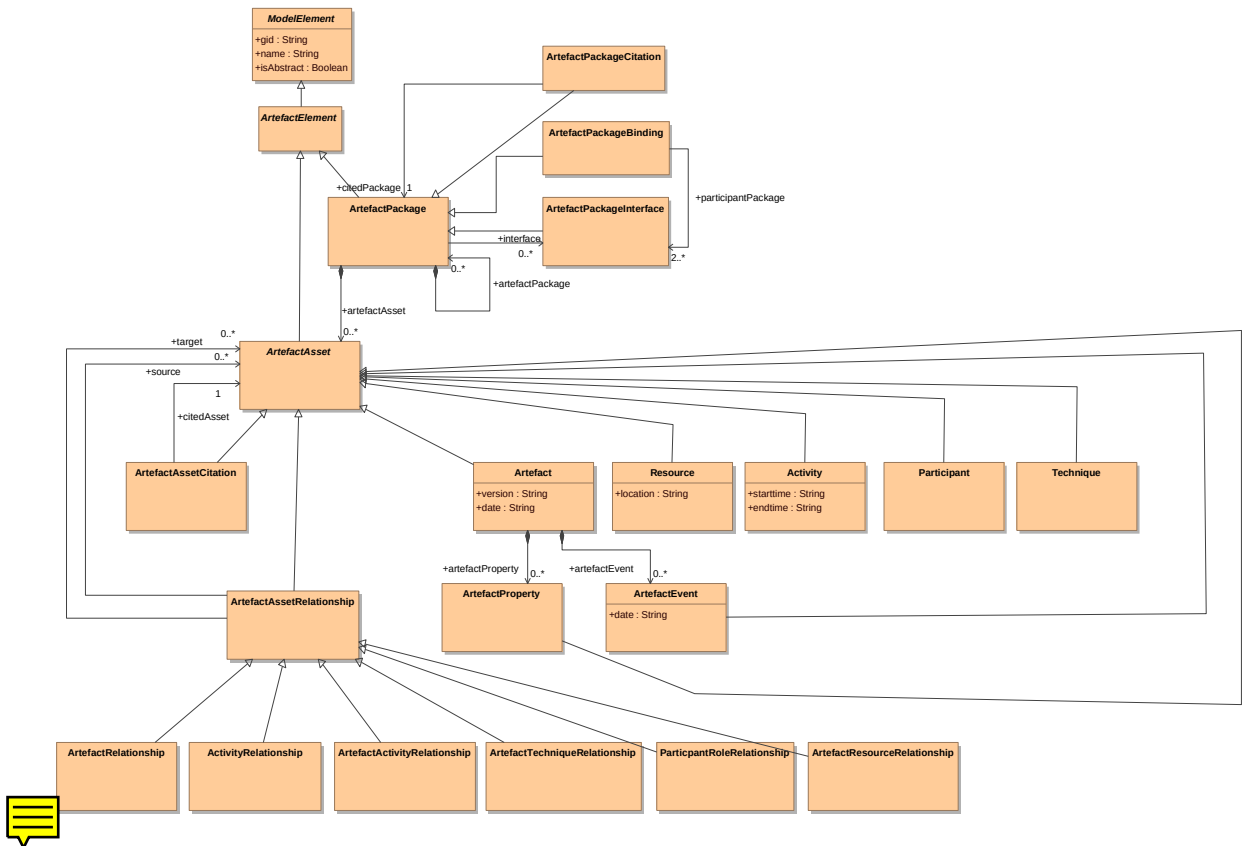 ModelElement
+gid : String
+name : String
+isAbstract : Boolean
ArtefactPackageCitation
ArtefactElement
ArtefactPackageBinding
+citedPackage 1
+participantPackage
ArtefactPackage
ArtefactPackageInterface
+interface
0..*
2..*
0..*
+artefactPackage
+artefactAsset
0..*
0..*
+target
ArtefactAsset
0..*
+source
1
+citedAsset
ArtefactAssetCitation
Artefact
+version : String
+date : String
Resource
+location : String
Activity
+starttime : String
+endtime : String
Participant
Technique
+artefactProperty 0..*
+artefactEvent 0..*
ArtefactProperty
ArtefactEvent
+date : String
ArtefactAssetRelationship
ArtefactRelationship
ActivityRelationship
ArtefactActivityRelationship
ArtefactTechniqueRelationship
ParticpantRoleRelationship
ArtefactResourceRelationship